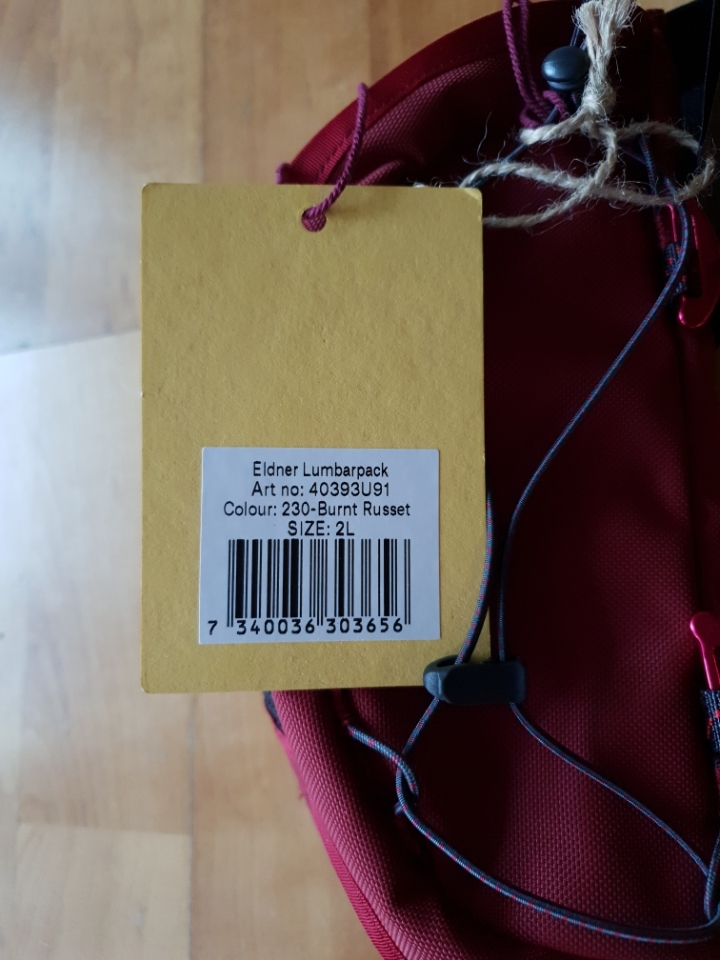 Eldner Lumbarpack
Art no: 40393U91
Colour: 230-Burnt Russet
SIZE: 2L
7 340036 303656